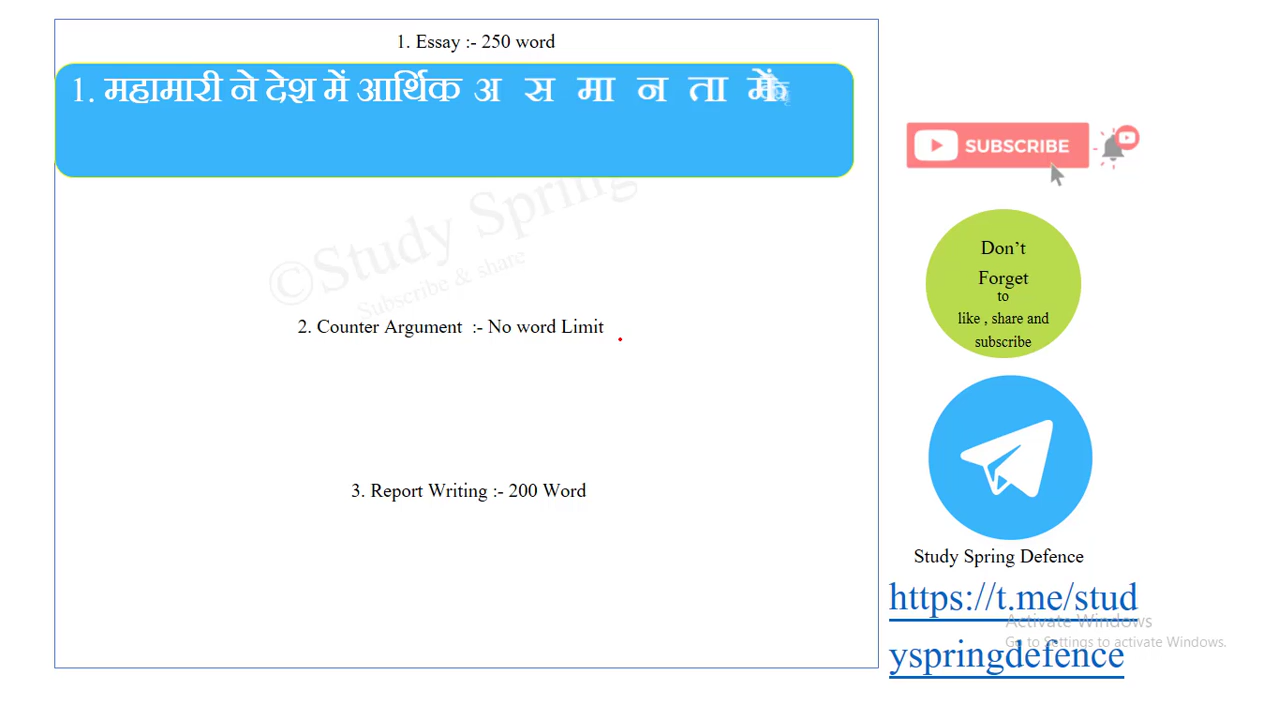 1. Essay :- 250 word
1. महामारी ने देश में आर्थिक अ स मा न ता में
©Study Spring
Subscribe & share
2. Counter Argument :- No word Limit
3. Report Writing :- 200 Word
SUBSCRIBE
Don’t
Forget
to
like , share and
subscribe
Study Spring Defence
https://t.me/stud
yspringdefence
Activate Windows
Go to Settings to activate Windows.